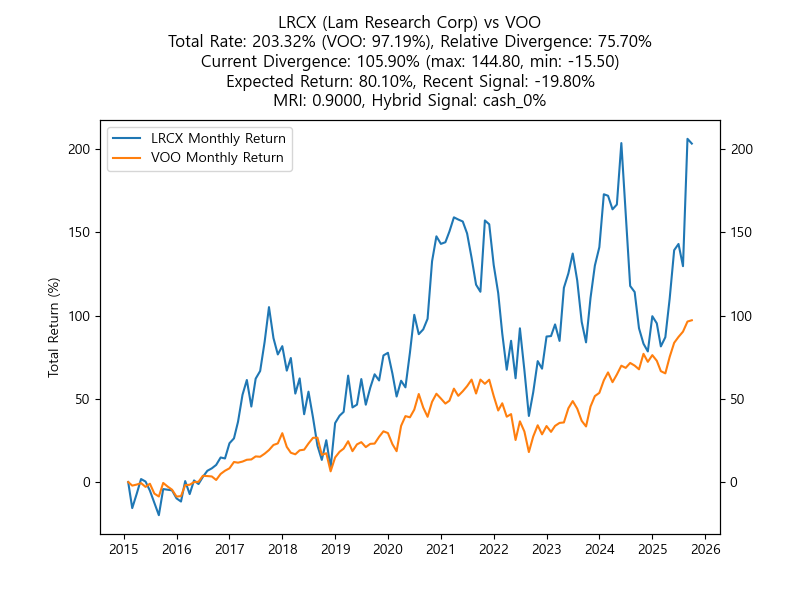 LRCX (Lam Research Corp) vs VOO
Total Rate: 203.32% (VOO: 97.19%), Relative Divergence: 75.70%
Current Divergence: 105.90% (max: 144.80, min: -15.50)
Expected Return: 80.10%, Recent Signal: -19.80%
MRI: 0.9000, Hybrid Signal: cash_0%
LRCX Monthly Return
VOO Monthly Return
Total Return (%)
200
150
100
50
0
200
150
100
50
0
2015 2016 2017 2018 2019 2020 2021 2022 2023 2024 2025 2026